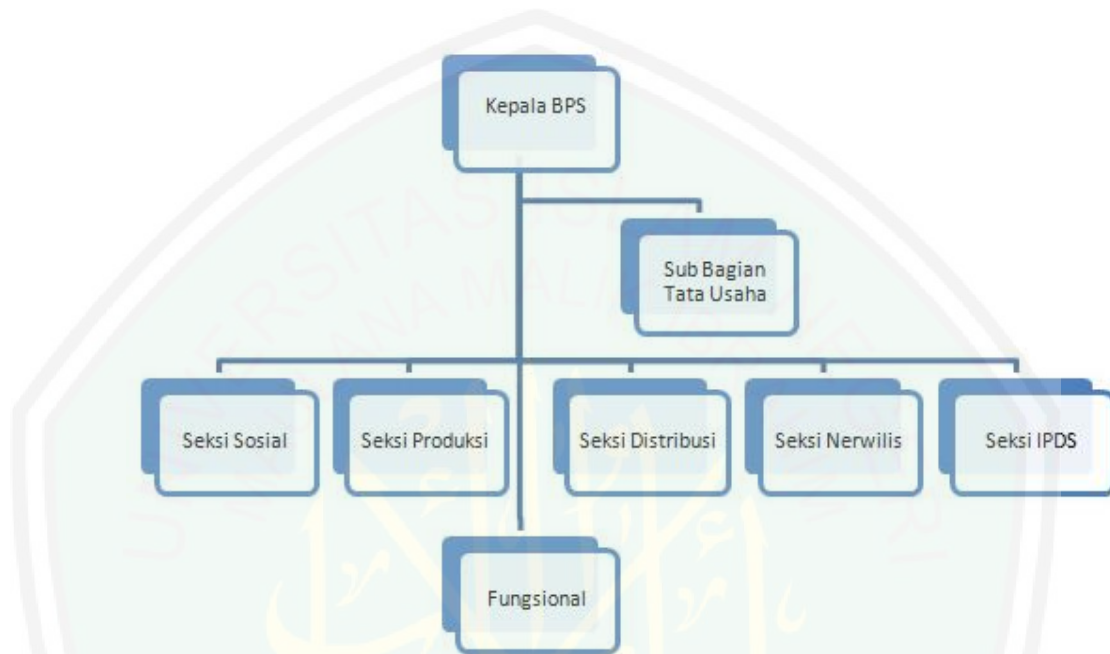 Kepala BPS
Sub Bagian
Tata Usaha
Seksi Sosial
Seksi Produksi
Seksi Distribusi
Seksi Nerwilis
Seksi IPDS
Fungsional